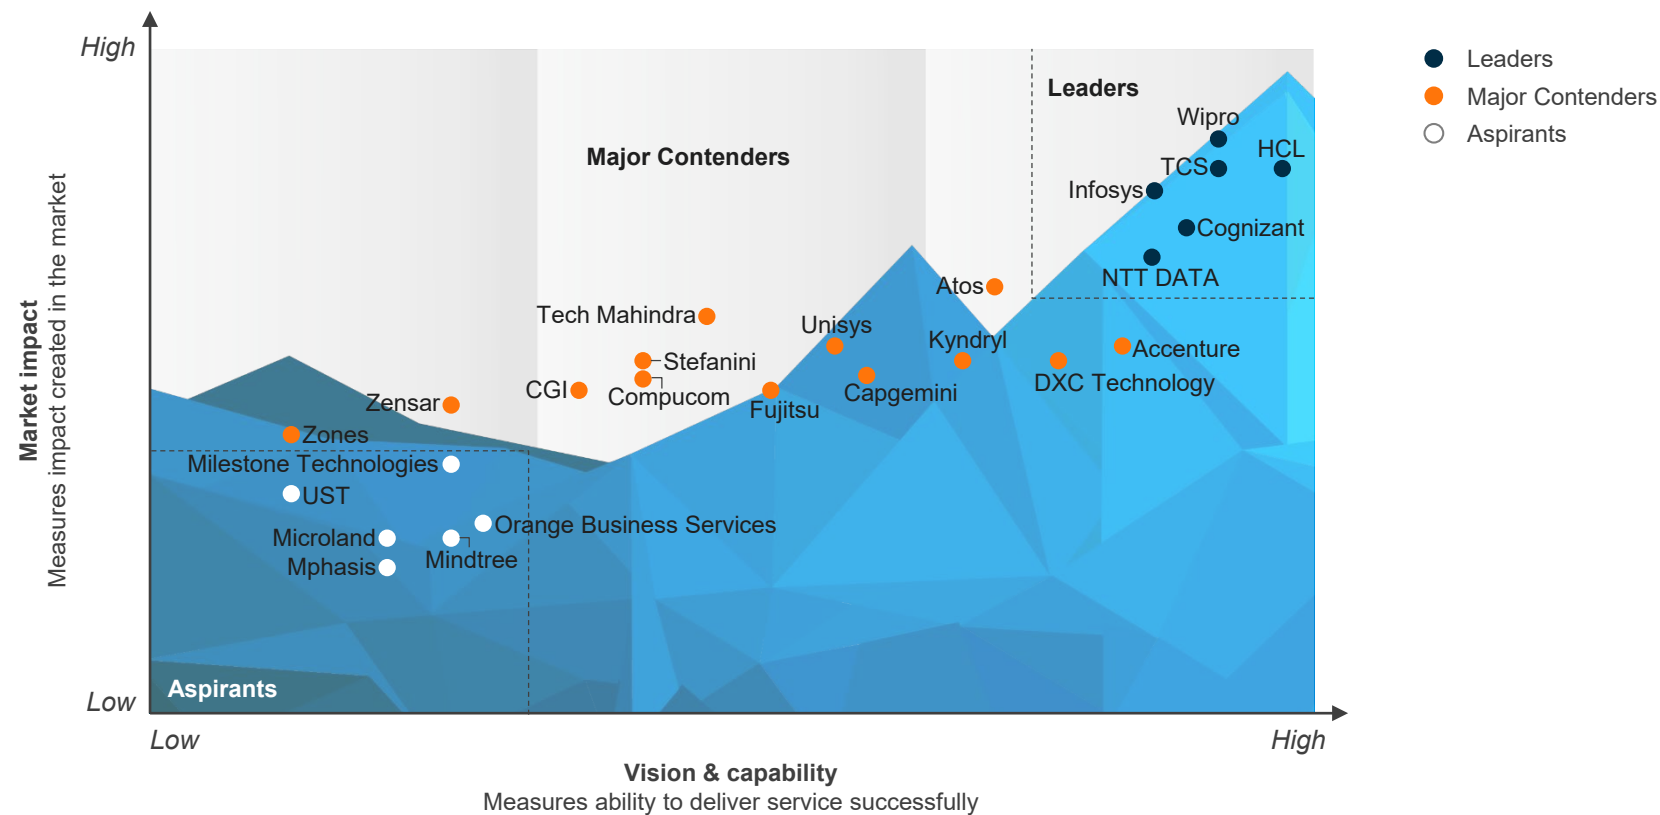 High
Leaders
Major Contenders
Aspirants
Leaders
Wipro
Major Contenders
HCL
TCS
Infosys
Cognizant
NTT DATA
Atos
Tech Mahindra
Unisys
Kyndryl
Accenture
Stefanini
DXC Technology
CGI
Compucom
Capgemini
Fujitsu
Zensar
Zones
Milestone Technologies
UST
Orange Business Services
Microland
Mindtree
Mphasis
Aspirants
Market impact
Measures impact created in the market
Low
Low
High
Vision & capability
Measures ability to deliver service successfully